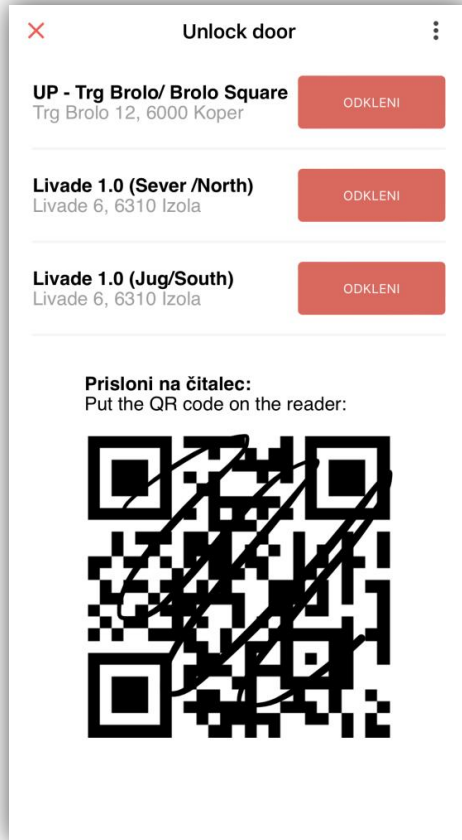 Unlock door
UP - Trg Brolo/ Brolo Square
Trg Brolo 12, 6000 Koper
ODKLENI
Livade 1.0 (Sever /North)
Livade 6, 6310 Izola
ODKLENI
Livade 1.0 (Jug/South)
Livade 6, 6310 Izola
ODKLENI
Prisloni na čitalec:
Put the QR code on the reader: